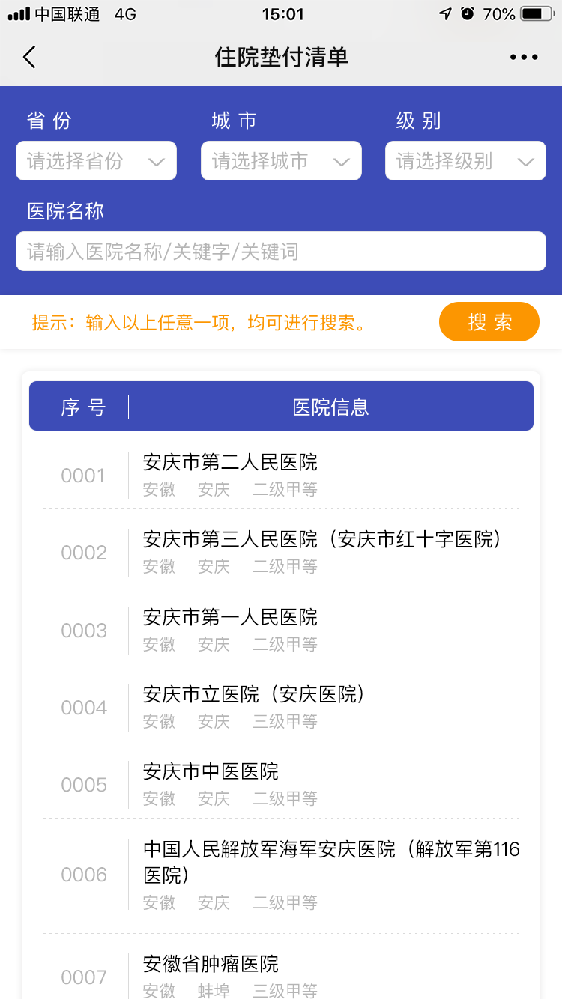 中国联通 4G 15:01 70%
住院垫付清单
省份 城市 级别
请选择省份 请选择城市 请选择级别
医院名称
请输入医院名称/关键字/关键词
提示：输入以上任意一项，均可进行搜索。 搜索
序号 医院信息
0001 安庆市第二人民医院
安徽 安庆 二级甲等
0002 安庆市第三人民医院（安庆市红十字医院）
安徽 安庆 二级甲等
0003 安庆市第一人民医院
安徽 安庆 二级甲等
0004 安庆市立医院（安庆医院）
安徽 安庆 三级甲等
0005 安庆市中医医院
安徽 安庆 二级甲等
0006 中国人民解放军海军安庆医院（解放军第116
医院）
安徽 安庆 二级甲等
0007 安徽省肿瘤医院
安徽 蚌埠 三级甲等